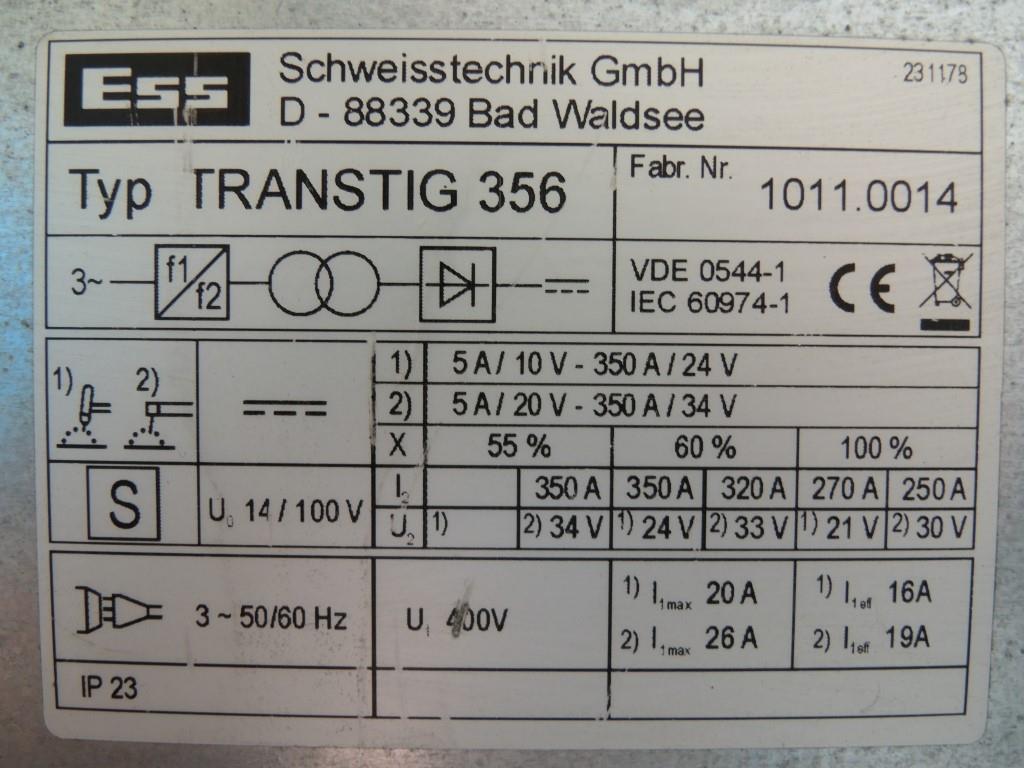 Ess
Schweisstechnik GmbH
D - 88339 Bad Waldsee
231178
Typ TRANSTIG 356
Fabr. Nr.
1011.0014
3~ f1/f2
VDE 0544-1
IEC 60974-1
CE
1) 2)
1) 5 A / 10 V - 350 A / 24 V
2) 5 A / 20 V - 350 A / 34 V
X 55 % 60 % 100 %
S
U₀ 14 / 100 V
I₂ 350 A 350 A 320 A 270 A 250 A
U₂ 1) 2) 34 V 1) 24 V 2) 33 V 1) 21 V 2) 30 V
3 ~ 50/60 Hz
U₁ 400V
1) I₁max 20 A
2) I₁max 26 A
1) I₁eff 16A
2) I₁eff 19A
IP 23